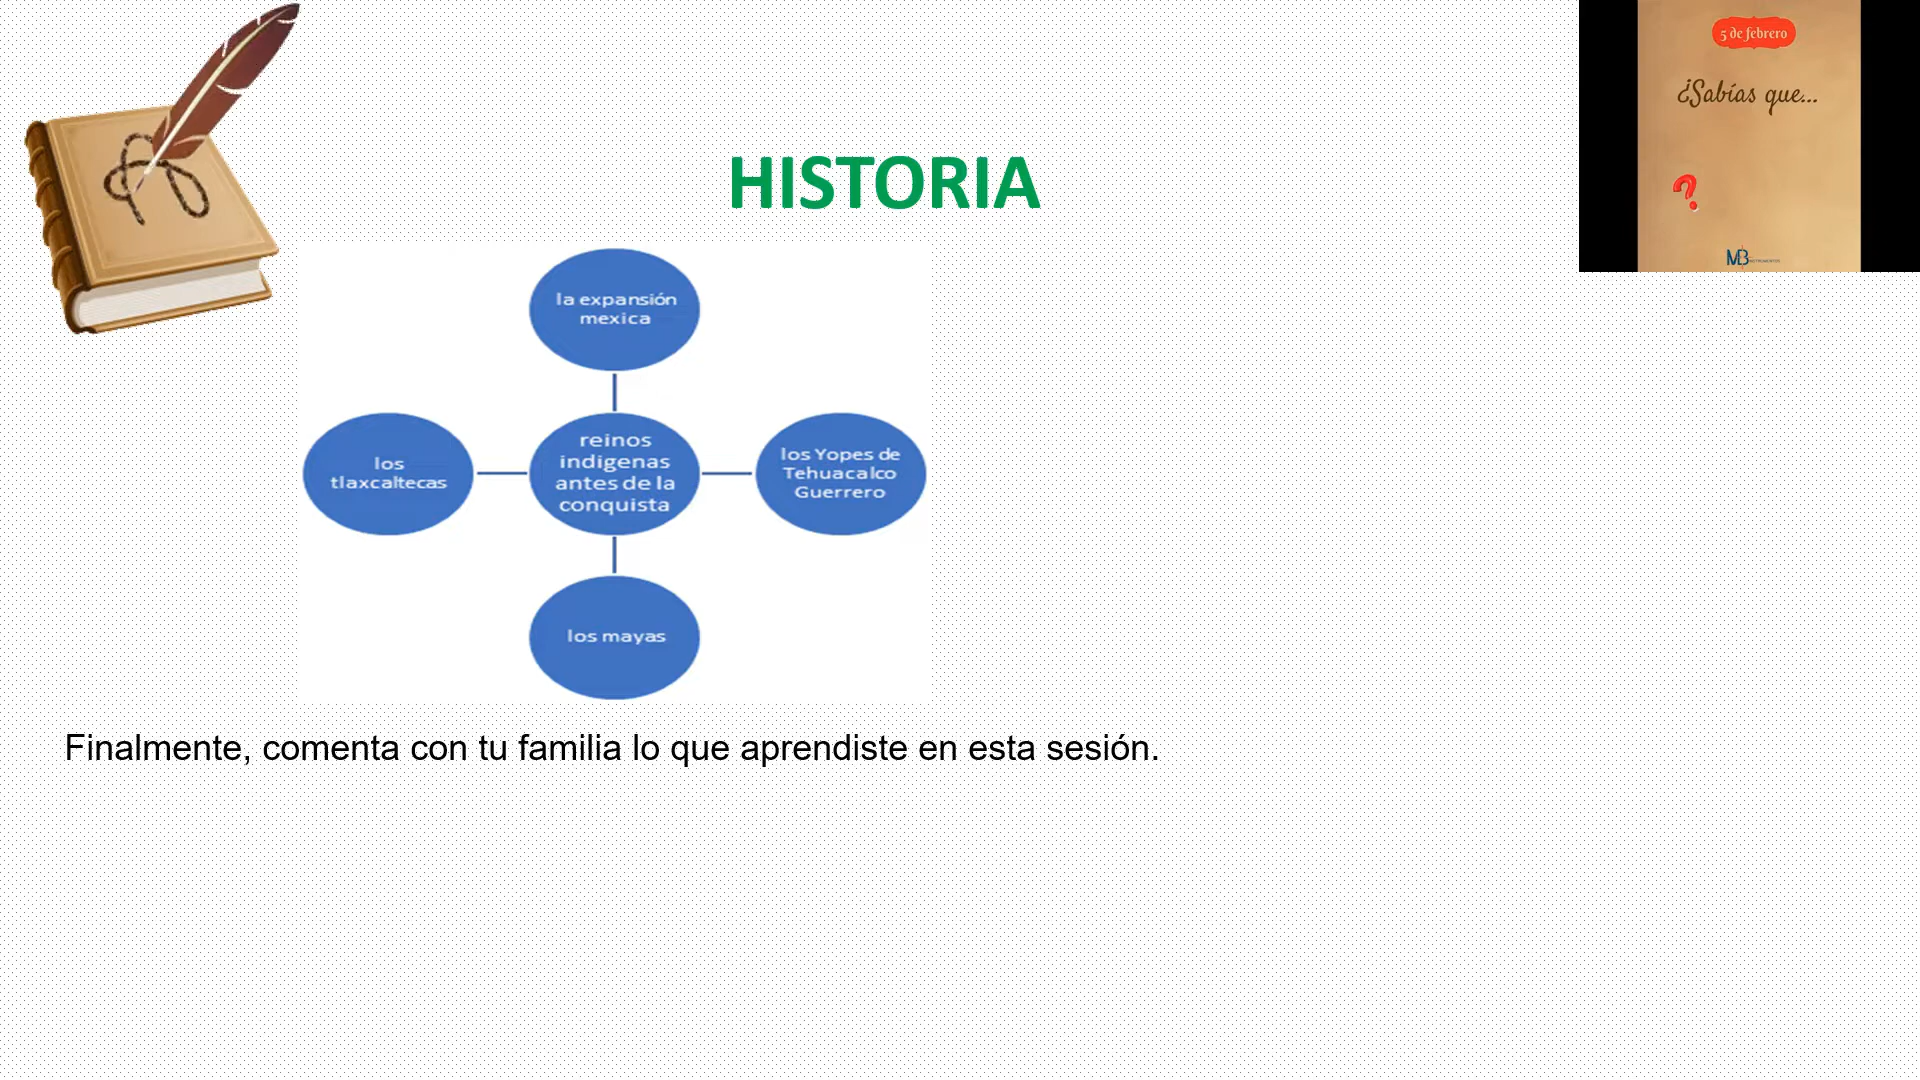 5 de febrero
¿Sabías que...
HISTORIA
la expansión
mexica
los
tlaxcaltecas
reinos
indigenas
antes de la
conquista
los Yopes de
Tehuacalco
Guerrero
los mayas
Finalmente, comenta con tu familia lo que aprendiste en esta sesión.